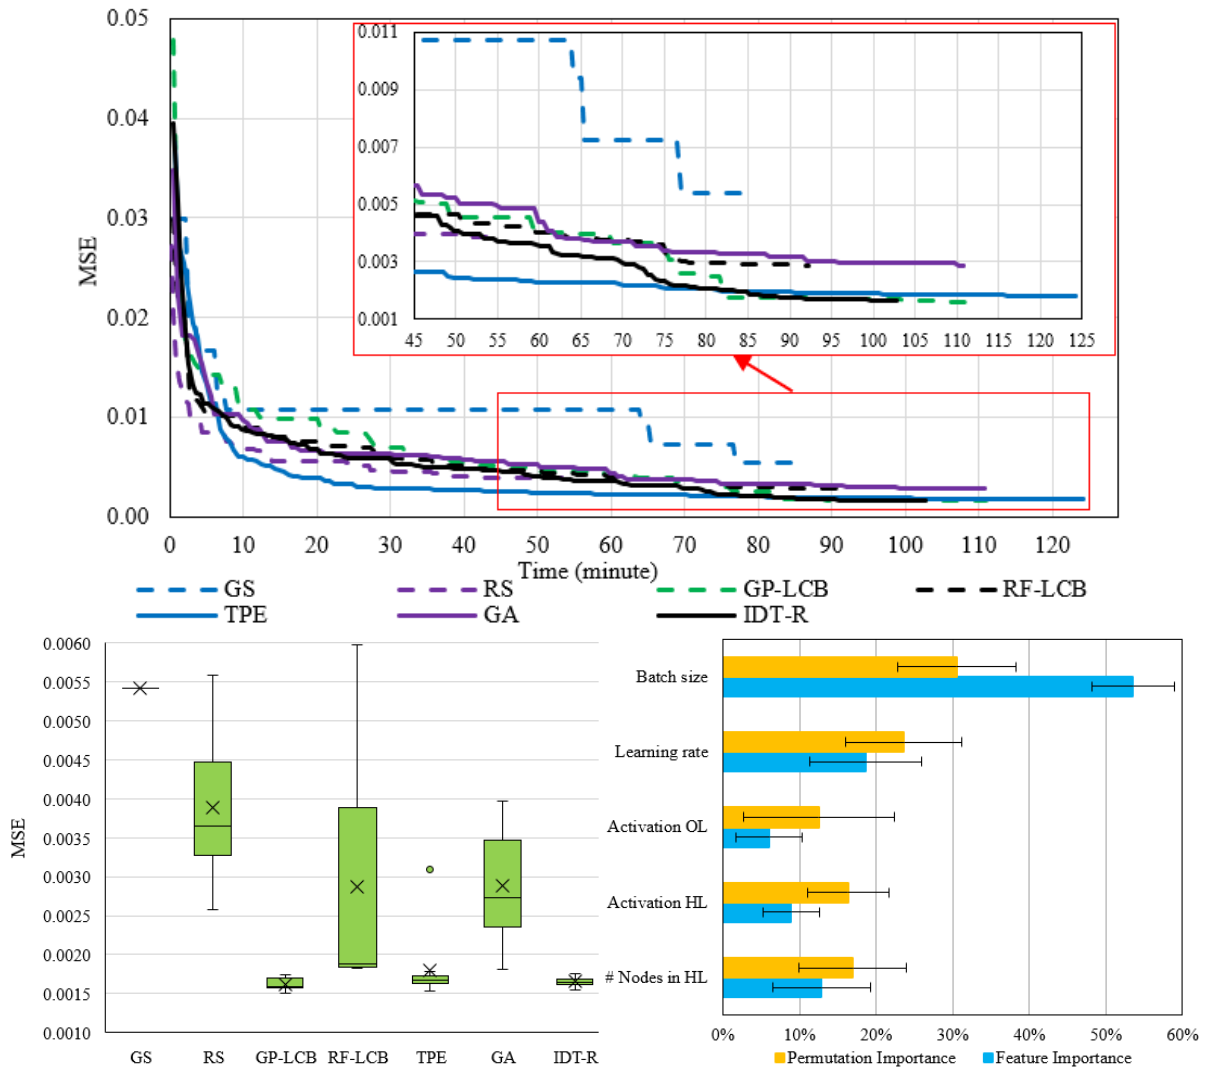 0.05
0.04
0.03
0.02
0.01
0.00
MSE
0.011
0.009
0.007
0.005
0.003
0.001
45 50 55 60 65 70 75 80 85 90 95 100 105 110 115 120 125
0 10 20 30 40 50 60 70 80 90 100 110 120
Time (minute)
GS RS GP-LCB RF-LCB
TPE GA IDT-R
0.0060
0.0055
0.0050
0.0045
0.0040
0.0035
0.0030
0.0025
0.0020
0.0015
0.0010
MSE
GS RS GP-LCB RF-LCB TPE GA IDT-R
Batch size
Learning rate
Activation OL
Activation HL
# Nodes in HL
0% 10% 20% 30% 40% 50% 60%
Permutation Importance Feature Importance